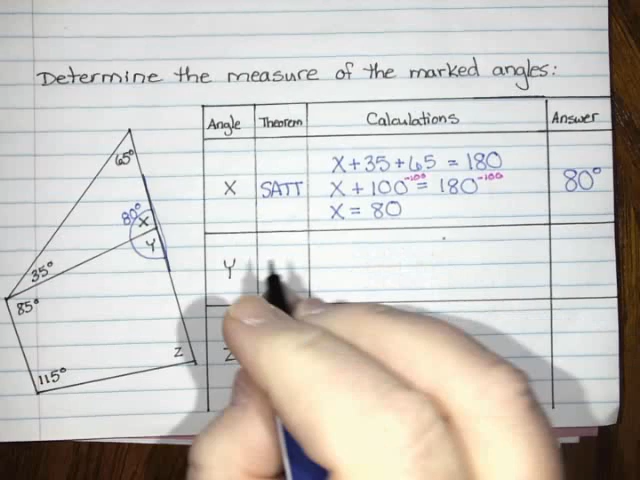 Determine the measure of the marked angles:
Angle Theorem Calculations Answer
X SATT x + 35 + 65 = 180 80°
x + 100 -100 = 180 -100
x = 80
Y
Z
65°
80° X
Y
35°
85°
Z
115°